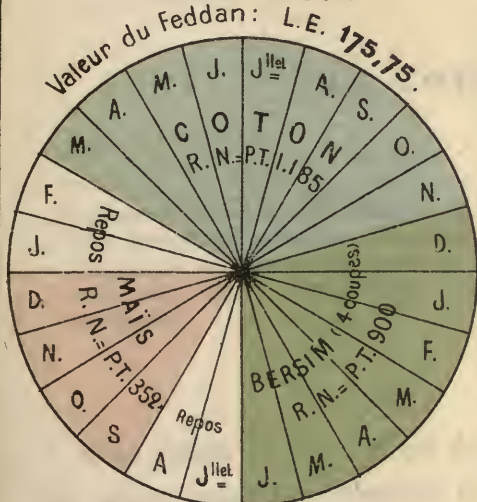 Valeur du Feddan: L.E. 175,75.
J.
F.
Repos
M.
A.
M.
J.
Jllet
A.
S.
O.
N.
COTON
R. N.= P.T. 1.185
D.
J.
F.
M.
A.
M.
J.
BERSIM (4 coupes)
R. N.= P.T. 900
Jllet
A
Repos
S
O.
N.
D.
MAÏS
R. N.= P.T. 352.